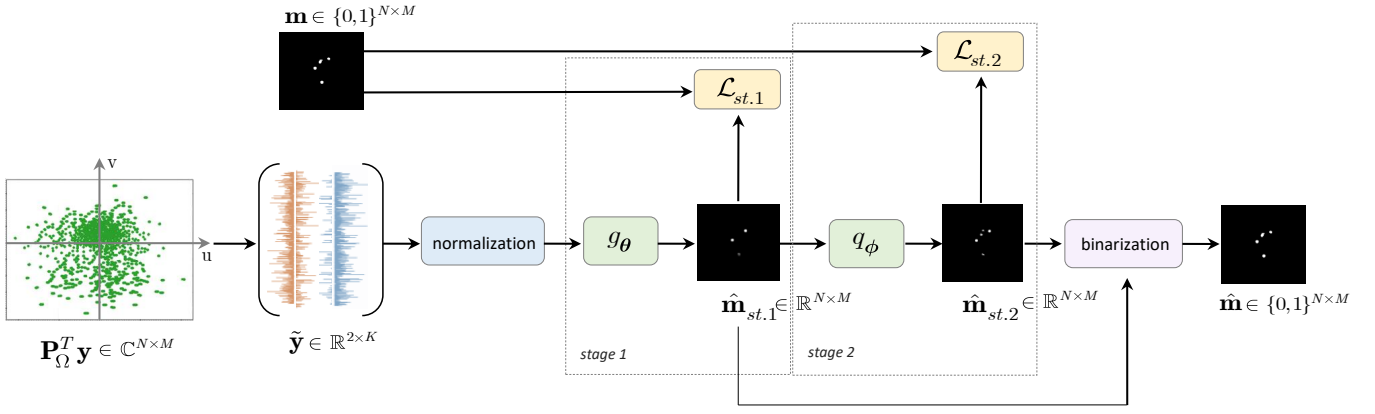 𝐦 ∈ {0,1}^{N×M}
𝓛_{st.2}
𝓛_{st.1}
v
u
normalization
g_𝜽
q_𝝓
binarization
𝐏_Ω^T 𝐲 ∈ ℂ^{N×M}
𝐲̃ ∈ ℝ^{2×K}
𝐦̂_{st.1} ∈ ℝ^{N×M}
𝐦̂_{st.2} ∈ ℝ^{N×M}
𝐦̂ ∈ {0,1}^{N×M}
stage 1
stage 2